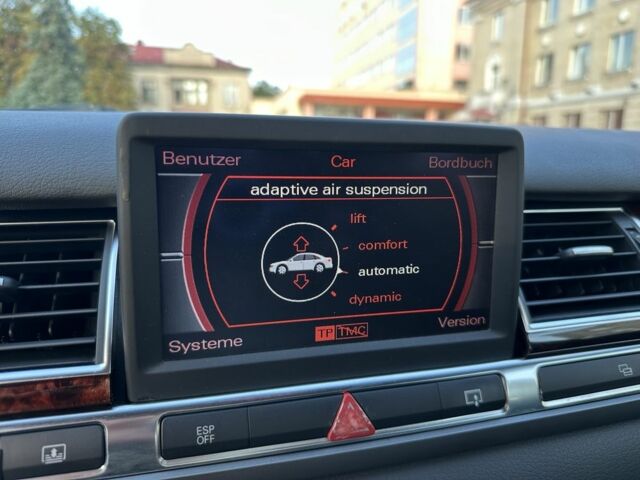 Benutzer
Car
Bordbuch
adaptive air suspension
lift
comfort
automatic
dynamic
TP TMC
Systeme
Version
ESP
OFF